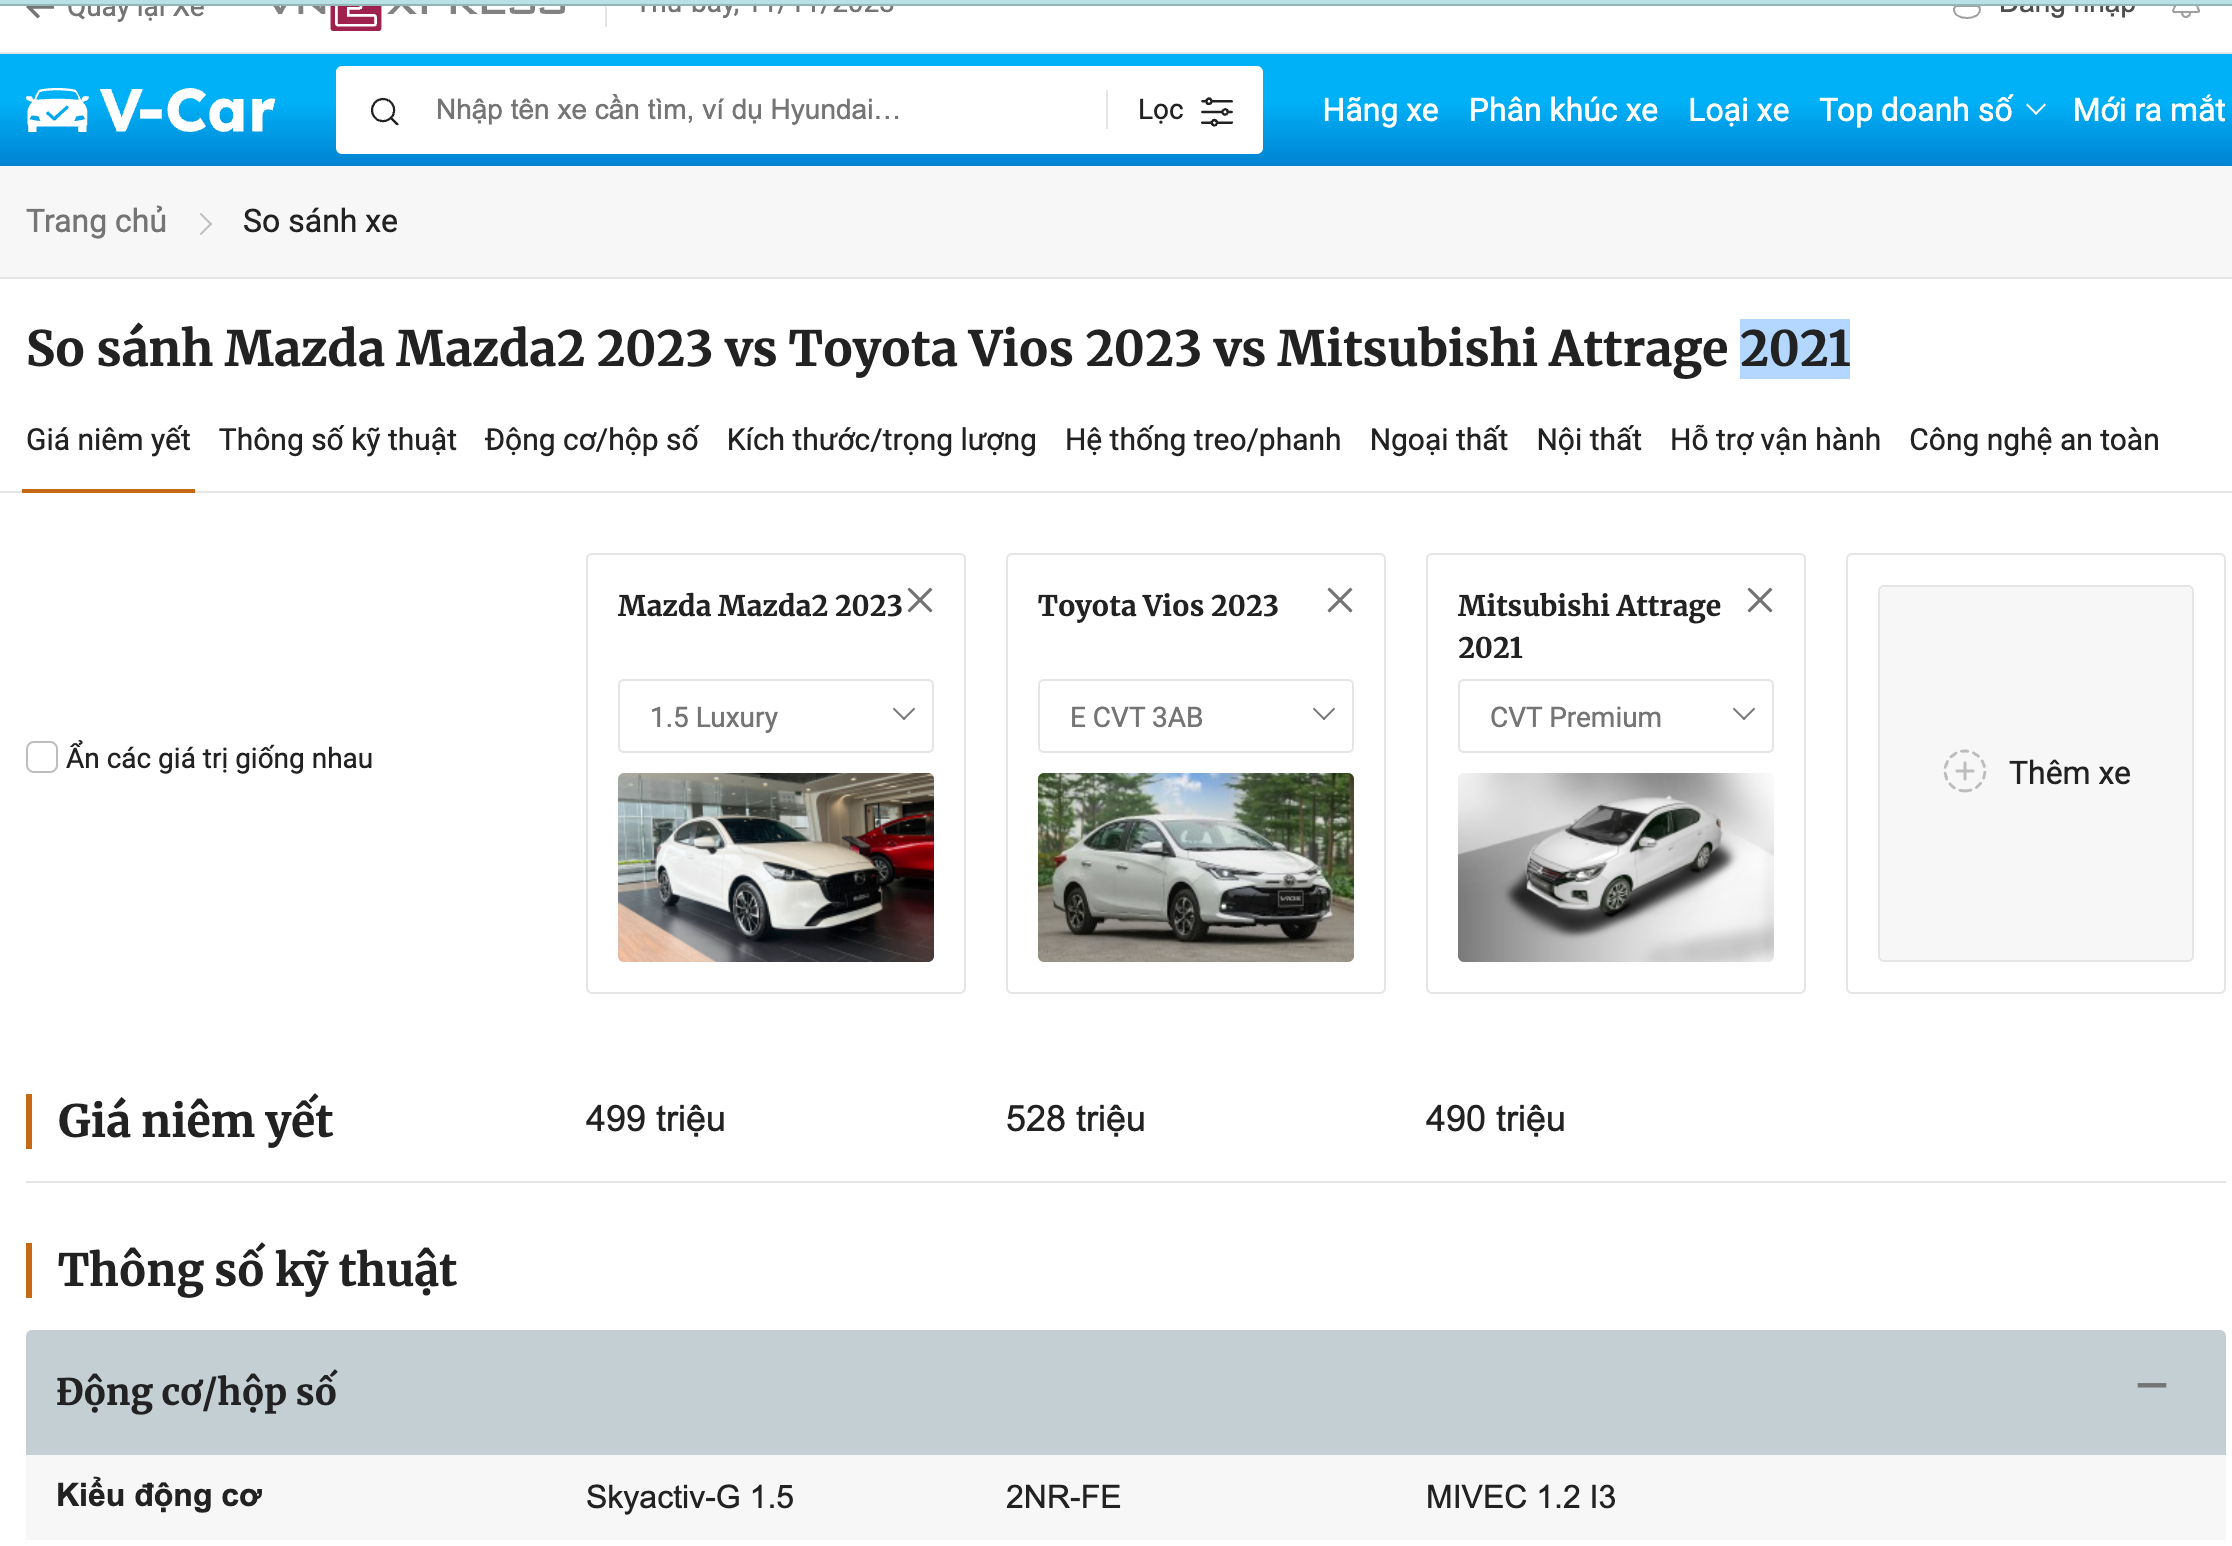 Quay lại Xe VNEXPRESS Thứ bảy, 11/11/2023 Đăng nhập
V-Car Nhập tên xe cần tìm, ví dụ Hyundai... Lọc Hãng xe Phân khúc xe Loại xe Top doanh số Mới ra mắt
Trang chủ So sánh xe
So sánh Mazda Mazda2 2023 vs Toyota Vios 2023 vs Mitsubishi Attrage 2021
Giá niêm yết Thông số kỹ thuật Động cơ/hộp số Kích thước/trọng lượng Hệ thống treo/phanh Ngoại thất Nội thất Hỗ trợ vận hành Công nghệ an toàn
Ẩn các giá trị giống nhau
Mazda Mazda2 2023
1.5 Luxury
Toyota Vios 2023
E CVT 3AB
Mitsubishi Attrage
2021
CVT Premium
Thêm xe
Giá niêm yết 499 triệu 528 triệu 490 triệu
Thông số kỹ thuật
Động cơ/hộp số
Kiểu động cơ Skyactiv-G 1.5 2NR-FE MIVEC 1.2 I3